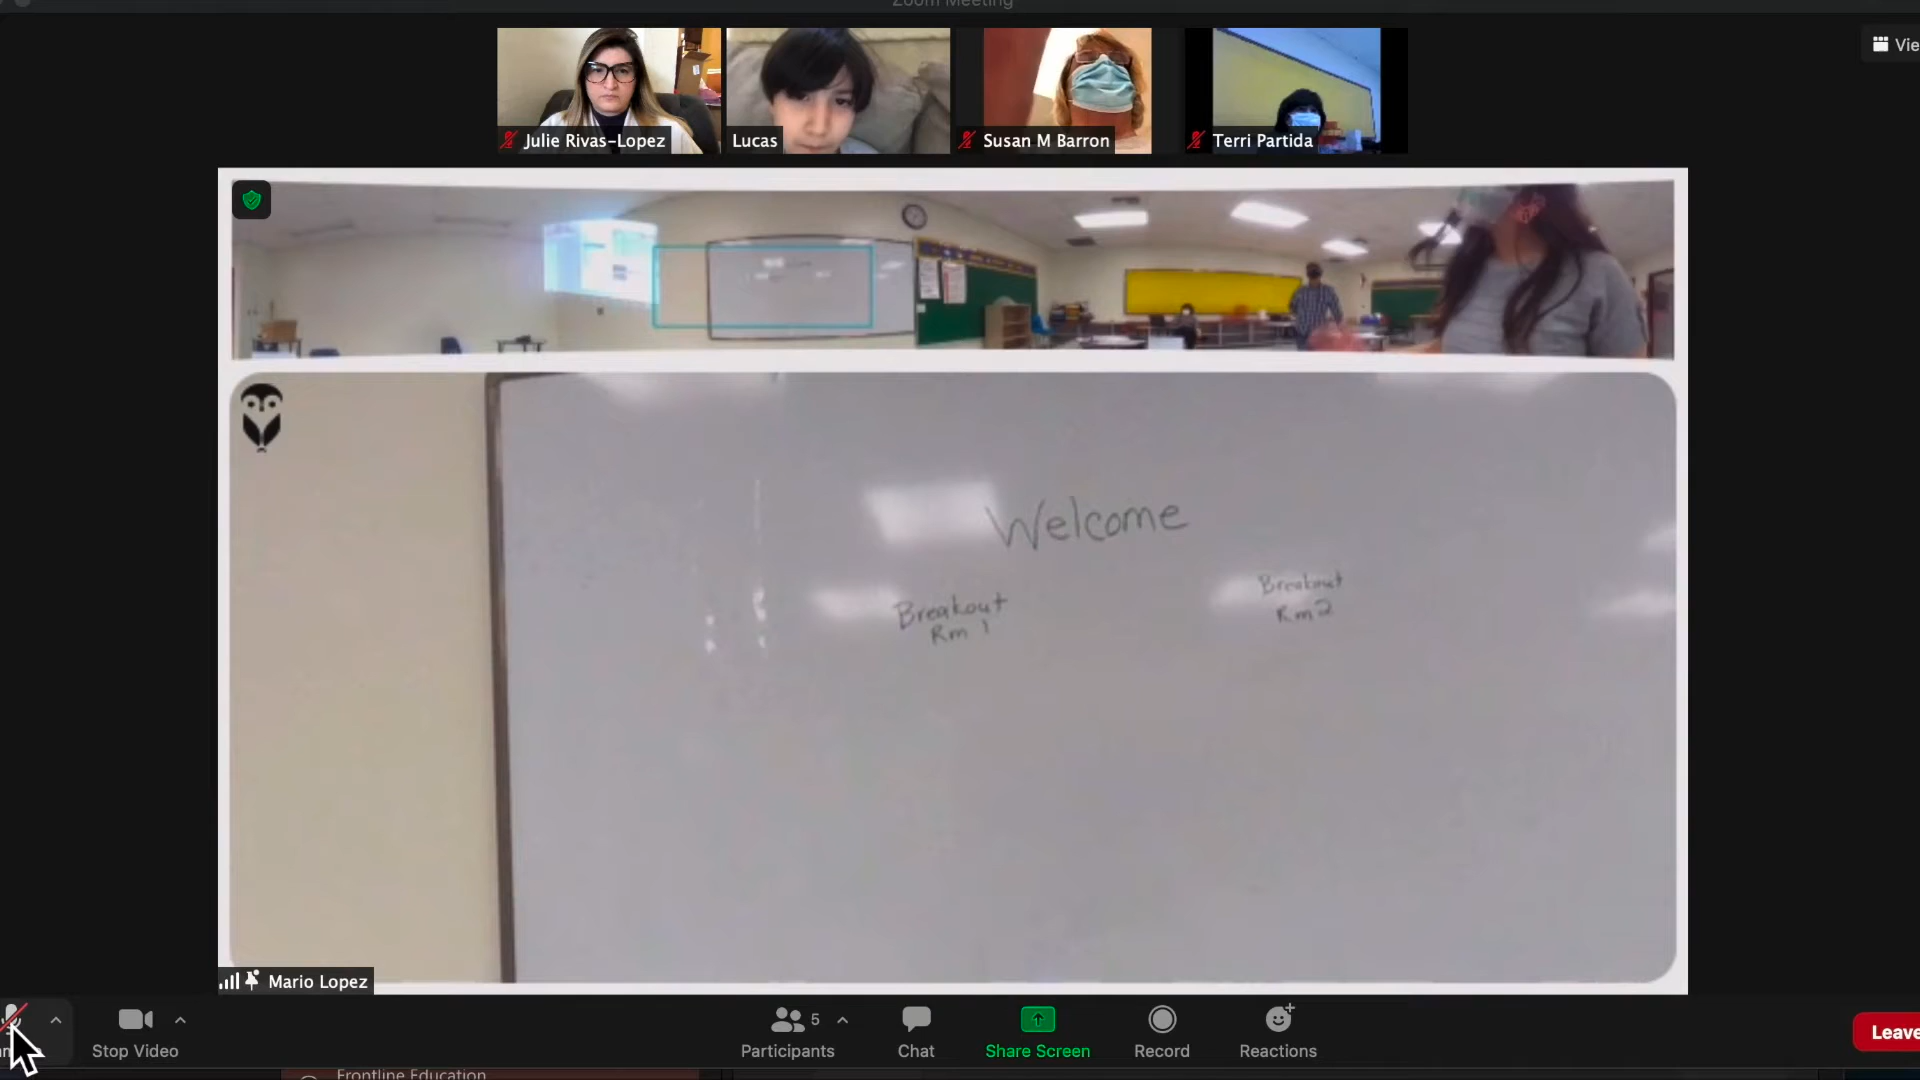 Zoom Meeting
Vie
Julie Rivas-Lopez
Lucas
Susan M Barron
Terri Partida
Welcome
Breakout
Rm 1
Breakout
Rm 2
Mario Lopez
Stop Video
5
Participants
Chat
Share Screen
Record
Reactions
Leave
Frontline Education